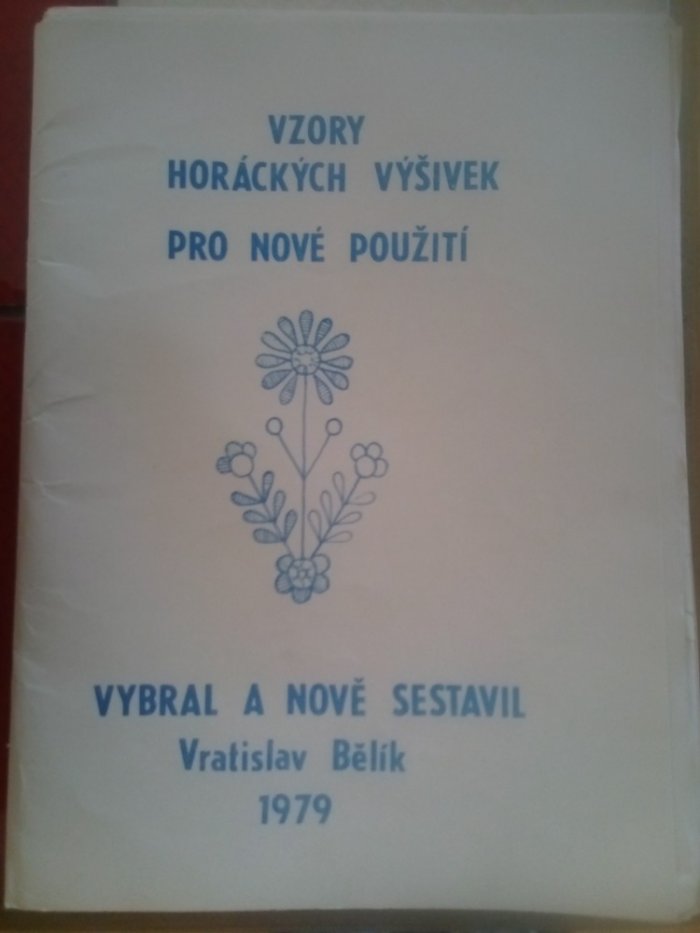 VZORY
HORÁCKÝCH VÝŠIVEK
PRO NOVÉ POUŽITÍ
VYBRAL A NOVĚ SESTAVIL
Vratislav Bělík
1979